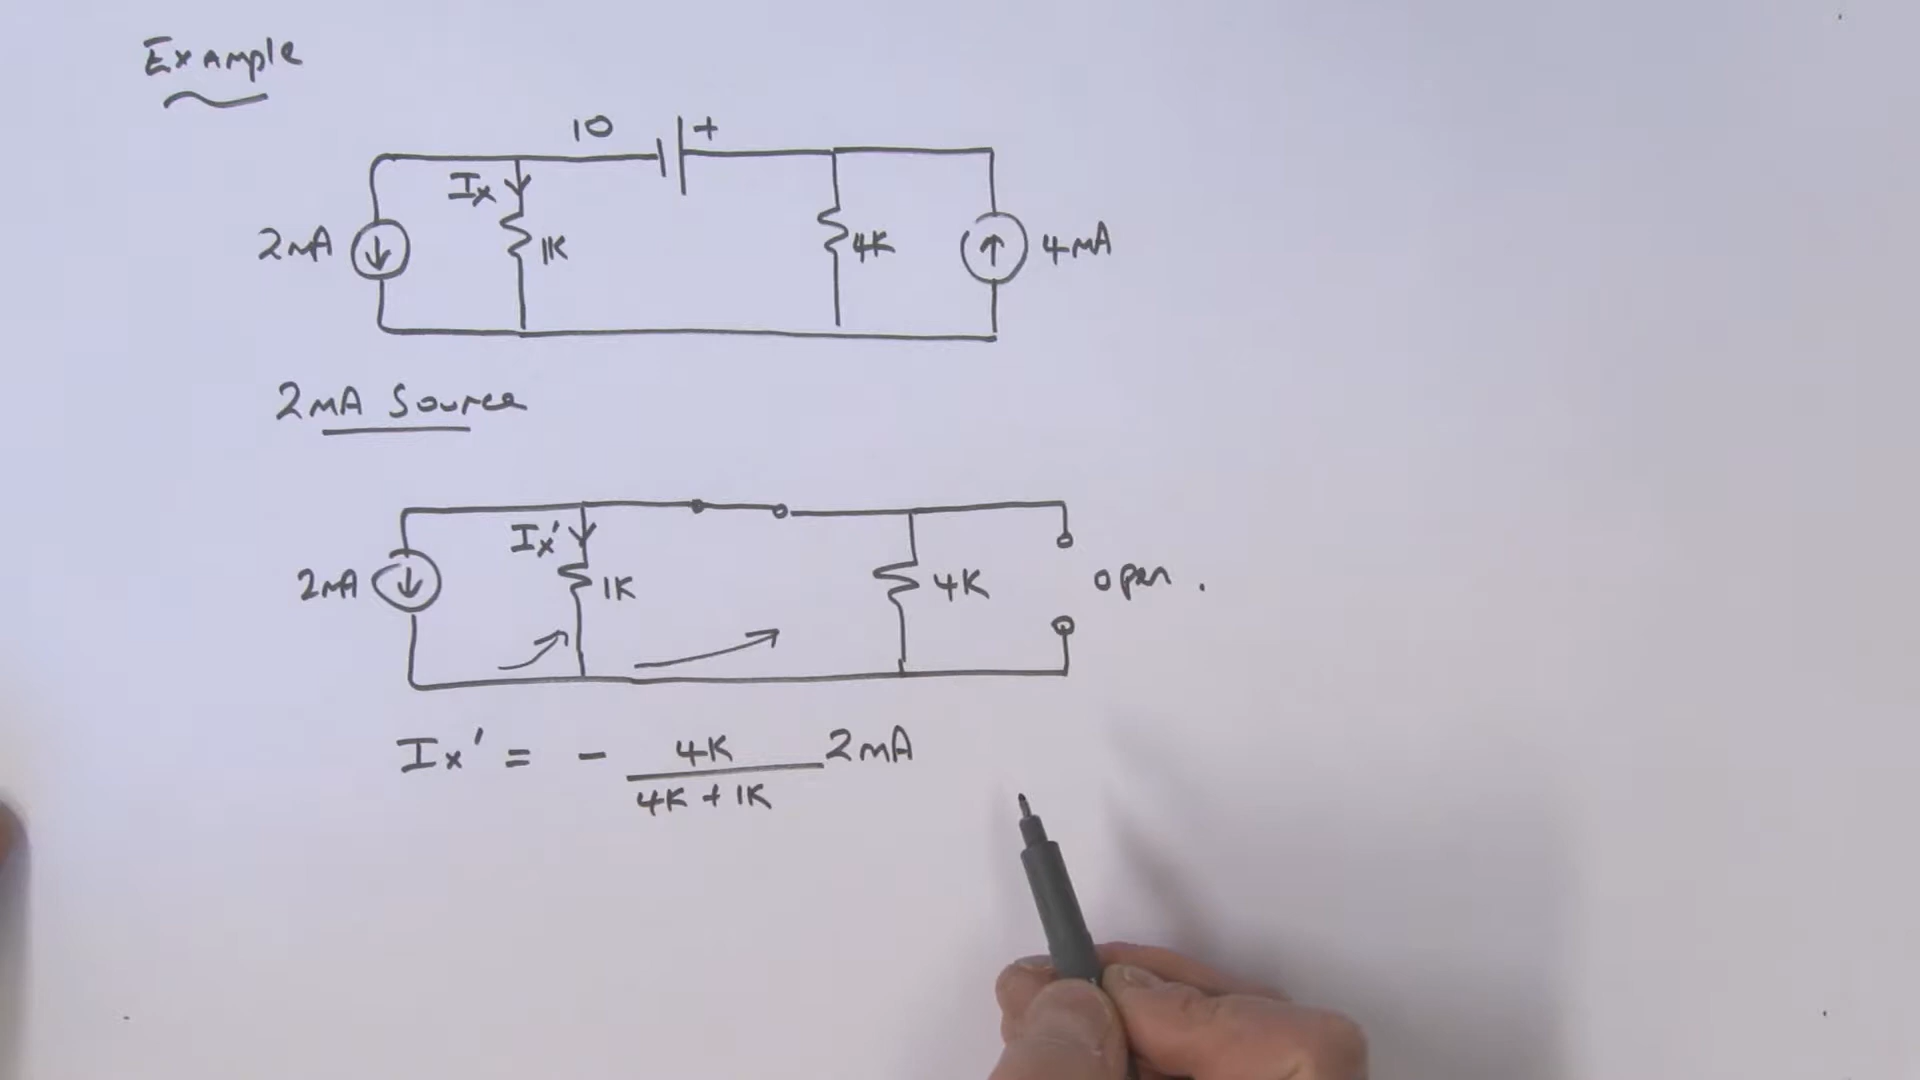 Example
10 +
Ix
2mA 1K 4K 4mA
2mA Source
Ix'
2mA 1K 4K open.
Ix' = - 4K 2mA
4K + 1K